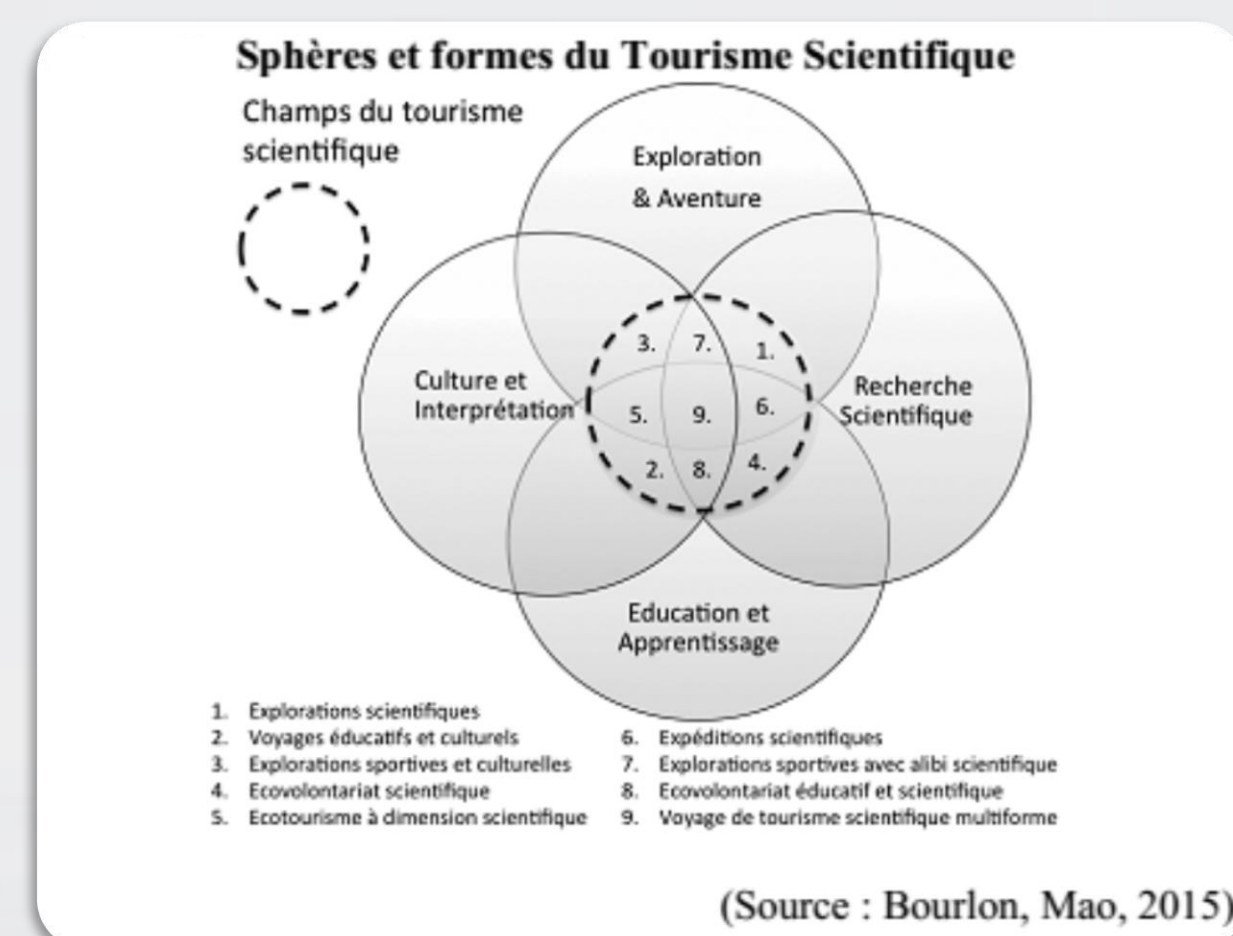 Sphères et formes du Tourisme Scientifique
Champs du tourisme
scientifique
Exploration
& Aventure
Culture et
Interprétation
Recherche
Scientifique
3. 7. 1.
5. 9. 6.
2. 8. 4.
Education et
Apprentissage
1. Explorations scientifiques
2. Voyages éducatifs et culturels
3. Explorations sportives et culturelles
4. Ecovolontariat scientifique
5. Ecotourisme à dimension scientifique
6. Expéditions scientifiques
7. Explorations sportives avec alibi scientifique
8. Ecovolontariat éducatif et scientifique
9. Voyage de tourisme scientifique multiforme
(Source : Bourlon, Mao, 2015)